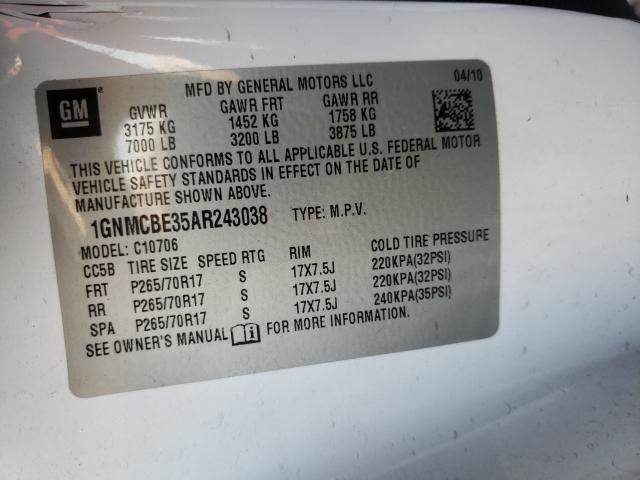 MFD BY GENERAL MOTORS LLC 04/10
GM
®
GVWR GAWR FRT GAWR RR
3175 KG 1452 KG 1758 KG
7000 LB 3200 LB 3875 LB
THIS VEHICLE CONFORMS TO ALL APPLICABLE U.S. FEDERAL MOTOR
VEHICLE SAFETY STANDARDS IN EFFECT ON THE DATE OF
MANUFACTURE SHOWN ABOVE.
1GNMCBE35AR243038 TYPE: M.P.V.
MODEL: C10706
CC5B TIRE SIZE SPEED RTG RIM COLD TIRE PRESSURE
FRT P265/70R17 S 17X7.5J 220KPA(32PSI)
RR P265/70R17 S 17X7.5J 220KPA(32PSI)
SPA P265/70R17 S 17X7.5J 240KPA(35PSI)
SEE OWNER'S MANUAL FOR MORE INFORMATION.